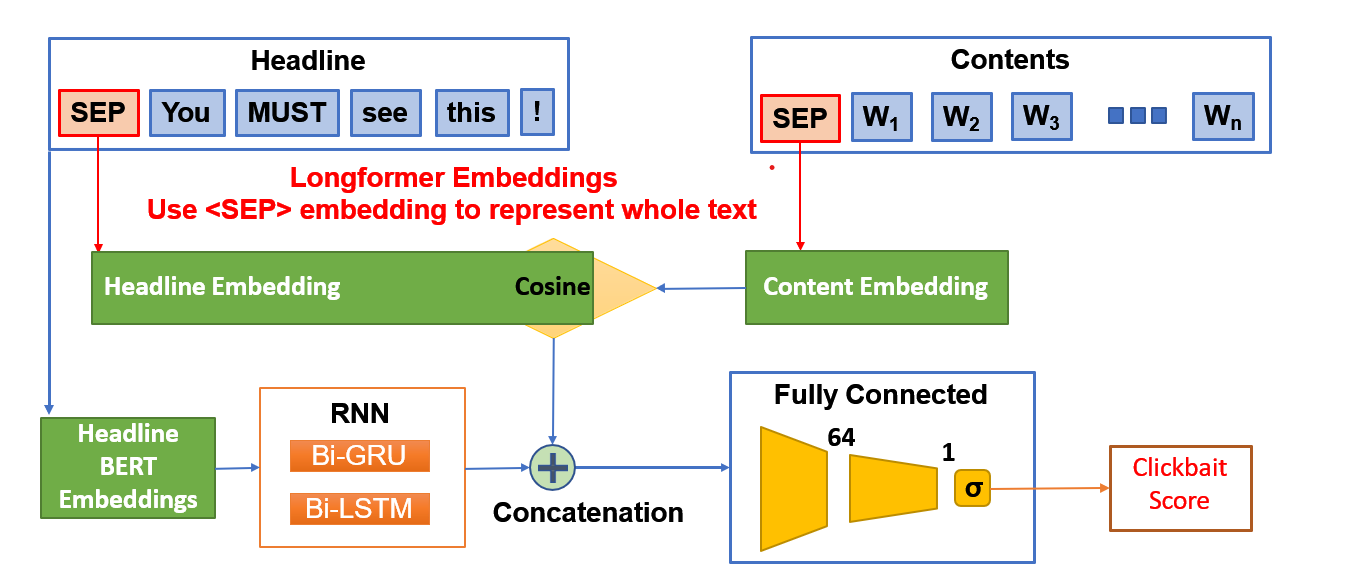 Headline
SEP You MUST see this !
Contents
SEP W1 W2 W3 Wn
Longformer Embeddings
Use <SEP> embedding to represent whole text
Headline Embedding
Cosine
Content Embedding
Headline
BERT
Embeddings
RNN
Bi-GRU
Bi-LSTM
+
Concatenation
Fully Connected
64
1
σ
Clickbait
Score